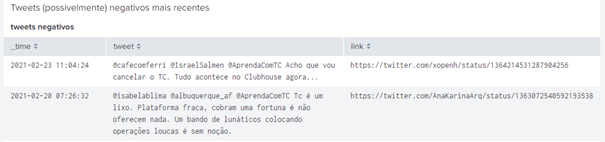 Tweets (possivelmente) negativos mais recentes
tweets negativos
_time tweet link
2021-02-23 11:04:24 @cafecomferri @IsraelSalmen @AprendaComTC Acho que vou https://twitter.com/xopenh/status/1364214531287904256
cancelar o TC. Tudo acontece no Clubhouse agora...
2021-02-20 07:26:32 @isabelablima @albuquerque_af @AprendaComTC Tc é um https://twitter.com/AnaKarinaArq/status/1363072540592193538
lixo. Plataforma fraca, cobram uma fortuna é não
oferecem nada. Um bando de lunáticos colocando
operações loucas é sem noção.